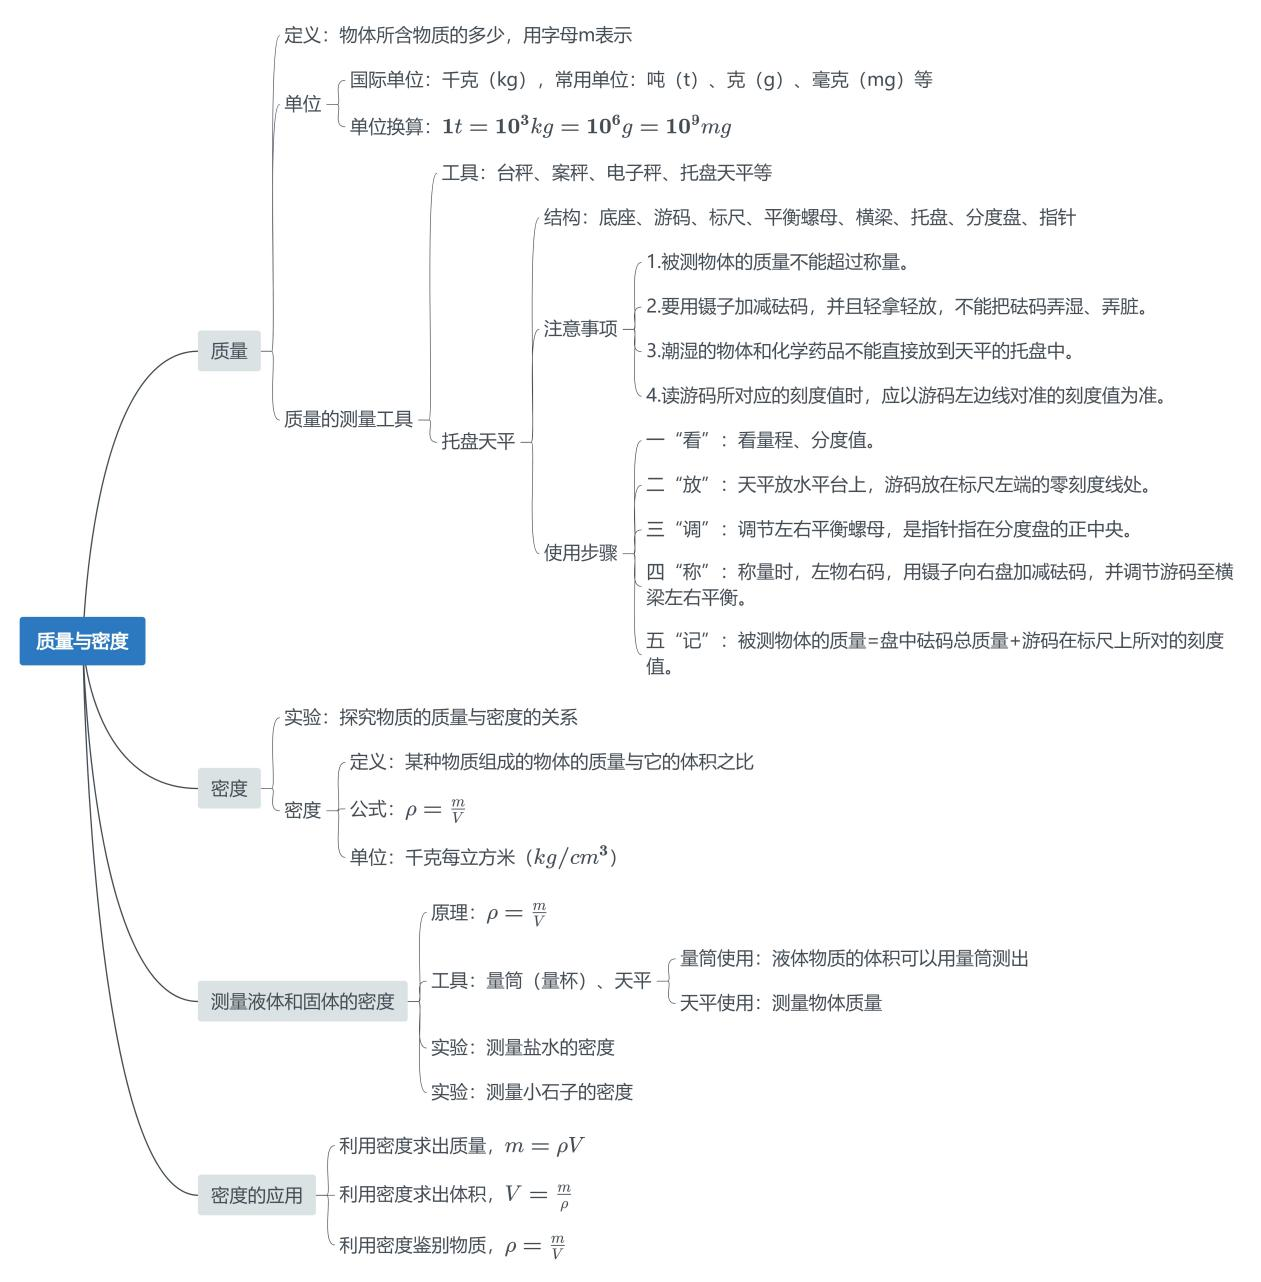 质量与密度
质量
定义：物体所含物质的多少，用字母m表示
单位
国际单位：千克（kg），常用单位：吨（t）、克（g）、毫克（mg）等
单位换算：1t = 10³kg = 10⁶g = 10⁹mg
质量的测量工具
工具：台秤、案秤、电子秤、托盘天平等
托盘天平
结构：底座、游码、标尺、平衡螺母、横梁、托盘、分度盘、指针
注意事项
1.被测物体的质量不能超过称量。
2.要用镊子加减砝码，并且轻拿轻放，不能把砝码弄湿、弄脏。
3.潮湿的物体和化学药品不能直接放到天平的托盘中。
4.读游码所对应的刻度值时，应以游码左边线对准的刻度值为准。
使用步骤
一“看”：看量程、分度值。
二“放”：天平放水平台上，游码放在标尺左端的零刻度线处。
三“调”：调节左右平衡螺母，是指针指在分度盘的正中央。
四“称”：称量时，左物右码，用镊子向右盘加减砝码，并调节游码至横
梁左右平衡。
五“记”：被测物体的质量=盘中砝码总质量+游码在标尺上所对的刻度
值。
密度
实验：探究物质的质量与密度的关系
密度
定义：某种物质组成的物体的质量与它的体积之比
公式：ρ = m/V
单位：千克每立方米（kg/cm³）
测量液体和固体的密度
原理：ρ = m/V
工具：量筒（量杯）、天平
量筒使用：液体物质的体积可以用量筒测出
天平使用：测量物体质量
实验：测量盐水的密度
实验：测量小石子的密度
密度的应用
利用密度求出质量，m = ρV
利用密度求出体积，V = m/ρ
利用密度鉴别物质，ρ = m/V